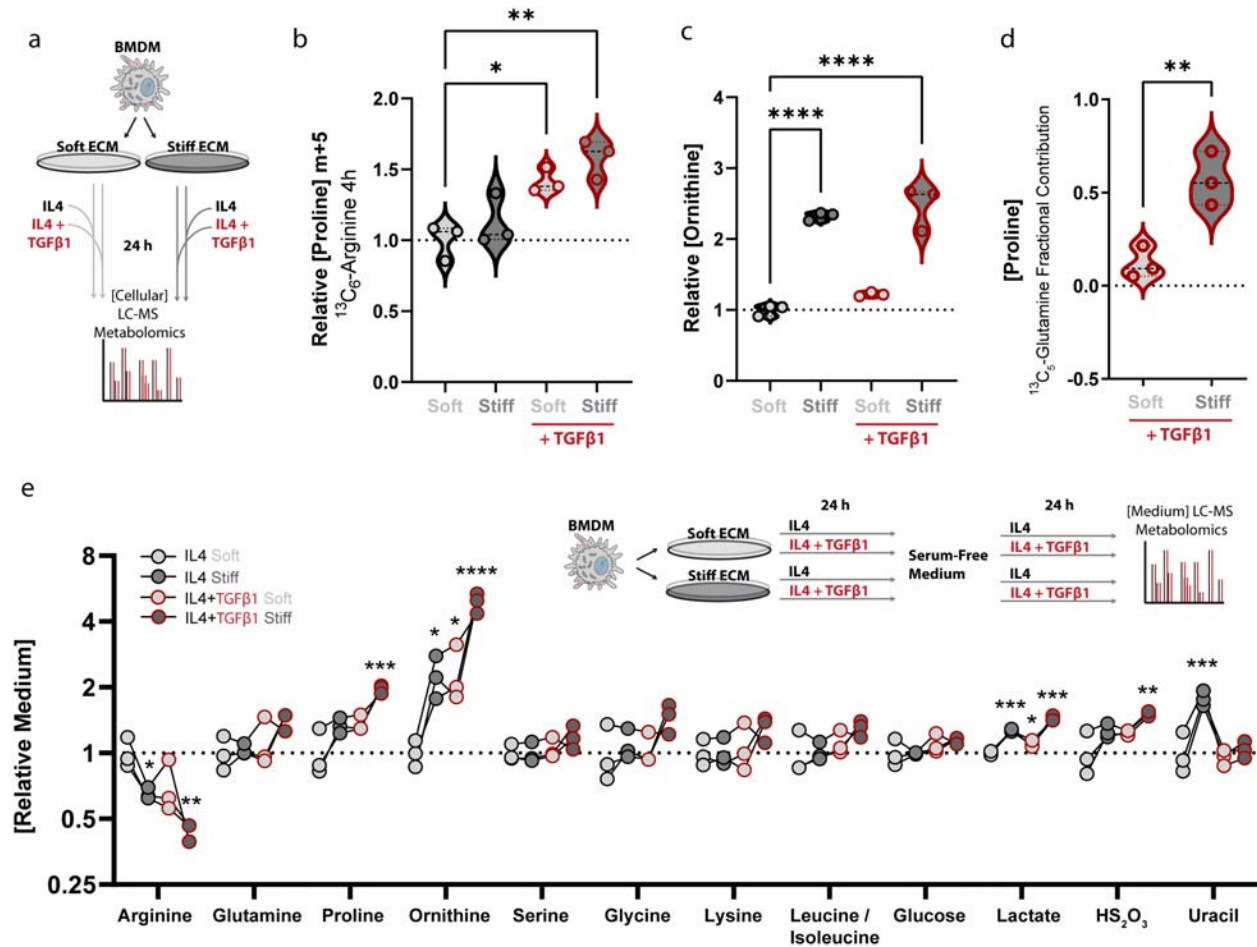 a
BMDM
Soft ECM
Stiff ECM
IL4
IL4 +
TGFβ1
24 h
IL4
IL4 +
TGFβ1
[Cellular]
LC-MS
Metabolomics
b
Relative [Proline] m+5
¹³C₆-Arginine 4h
2.0
1.5
1.0
0.5
0.0
*
**
Soft
Stiff
Soft
Stiff
+ TGFβ1
c
Relative [Ornithine]
4
3
2
1
0
****
****
Soft
Stiff
Soft
Stiff
+ TGFβ1
d
[Proline]
¹³C₅-Glutamine Fractional Contribution
1.0
0.5
0.0
-0.5
**
Soft
Stiff
+ TGFβ1
e
BMDM
Soft ECM
Stiff ECM
24 h
IL4
IL4 + TGFβ1
IL4
IL4 + TGFβ1
Serum-Free
Medium
24 h
IL4
IL4 + TGFβ1
IL4
IL4 + TGFβ1
[Medium] LC-MS
Metabolomics
IL4 Soft
IL4 Stiff
IL4+TGFβ1 Soft
IL4+TGFβ1 Stiff
[Relative Medium]
8
4
2
1
0.5
0.25
*
**
***
*
*
****
***
*
***
**
***
Arginine
Glutamine
Proline
Ornithine
Serine
Glycine
Lysine
Leucine /
Isoleucine
Glucose
Lactate
HS₂O₃
Uracil